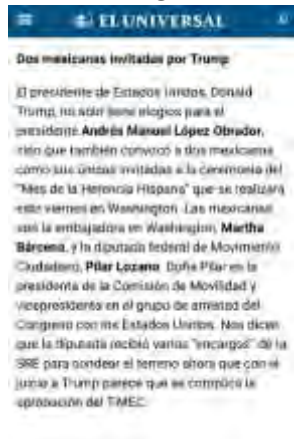 EL UNIVERSAL
Dos mexicanas invitadas por Trump
El presidente de Estados Unidos, Donald
Trump, no sólo tiene elogios para el
presidente Andrés Manuel López Obrador,
sino que también convocó a dos mexicanas
como sus únicas invitadas a la ceremonia del
"Mes de la Herencia Hispana" que se realizará
este viernes en Washington. Las mexicanas
son la embajadora en Washington, Martha
Bárcena, y la diputada federal de Movimiento
Ciudadano, Pilar Lozano. Doña Pilar es la
presidenta de la Comisión de Movilidad y
vicepresidenta en el grupo de amistad del
Congreso con los Estados Unidos. Nos dicen
que la diputada recibió varios "encargos" de la
SRE para sondear el terreno ahora que con el
juicio a Trump parece que se complica la
aprobación del T-MEC.